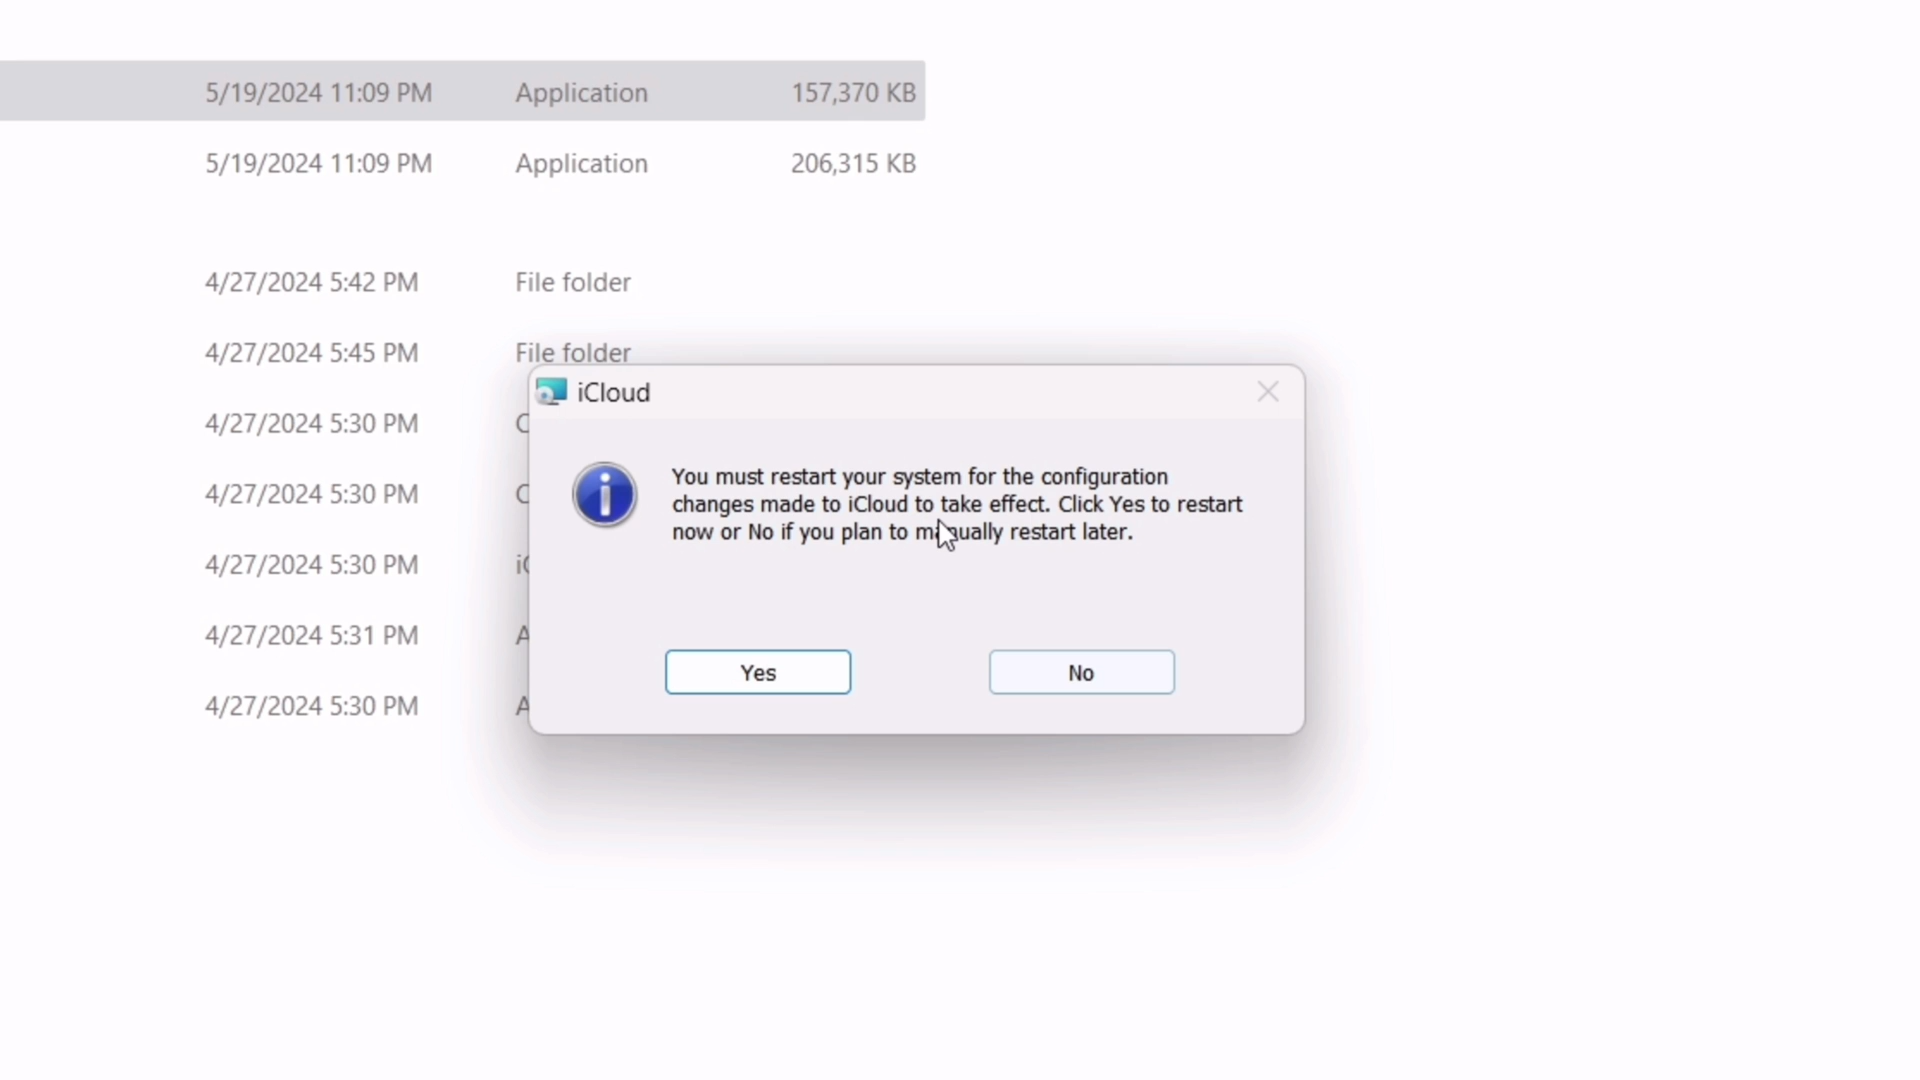 5/19/2024 11:09 PM Application 157,370 KB
5/19/2024 11:09 PM Application 206,315 KB
4/27/2024 5:42 PM File folder
4/27/2024 5:45 PM File folder
4/27/2024 5:30 PM
4/27/2024 5:30 PM
4/27/2024 5:30 PM
4/27/2024 5:31 PM
4/27/2024 5:30 PM
iCloud
You must restart your system for the configuration
changes made to iCloud to take effect. Click Yes to restart
now or No if you plan to manually restart later.
Yes No